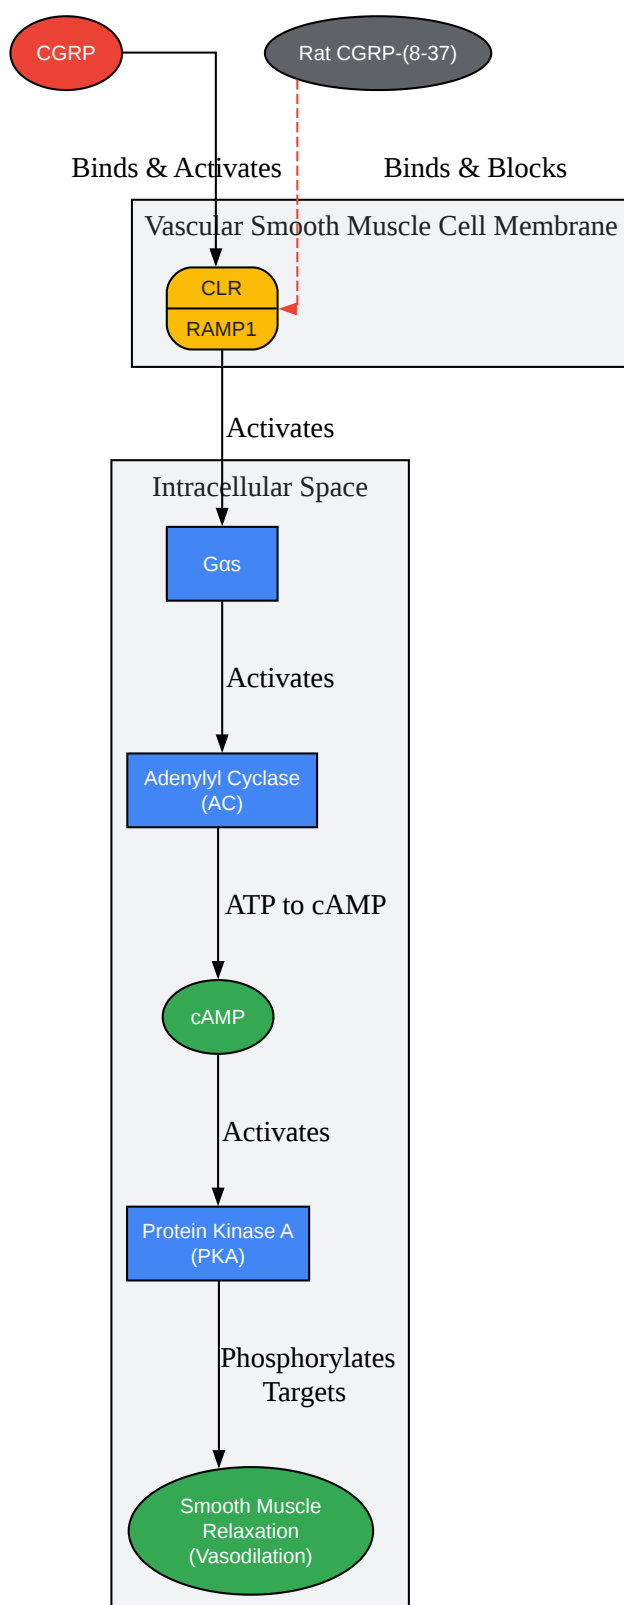 CGRP
Rat CGRP-(8-37)
Binds & Activates
Binds & Blocks
Vascular Smooth Muscle Cell Membrane
CLR
RAMP1
Activates
Intracellular Space
Gαs
Activates
Adenylyl Cyclase
(AC)
ATP to cAMP
cAMP
Activates
Protein Kinase A
(PKA)
Phosphorylates
Targets
Smooth Muscle
Relaxation
(Vasodilation)